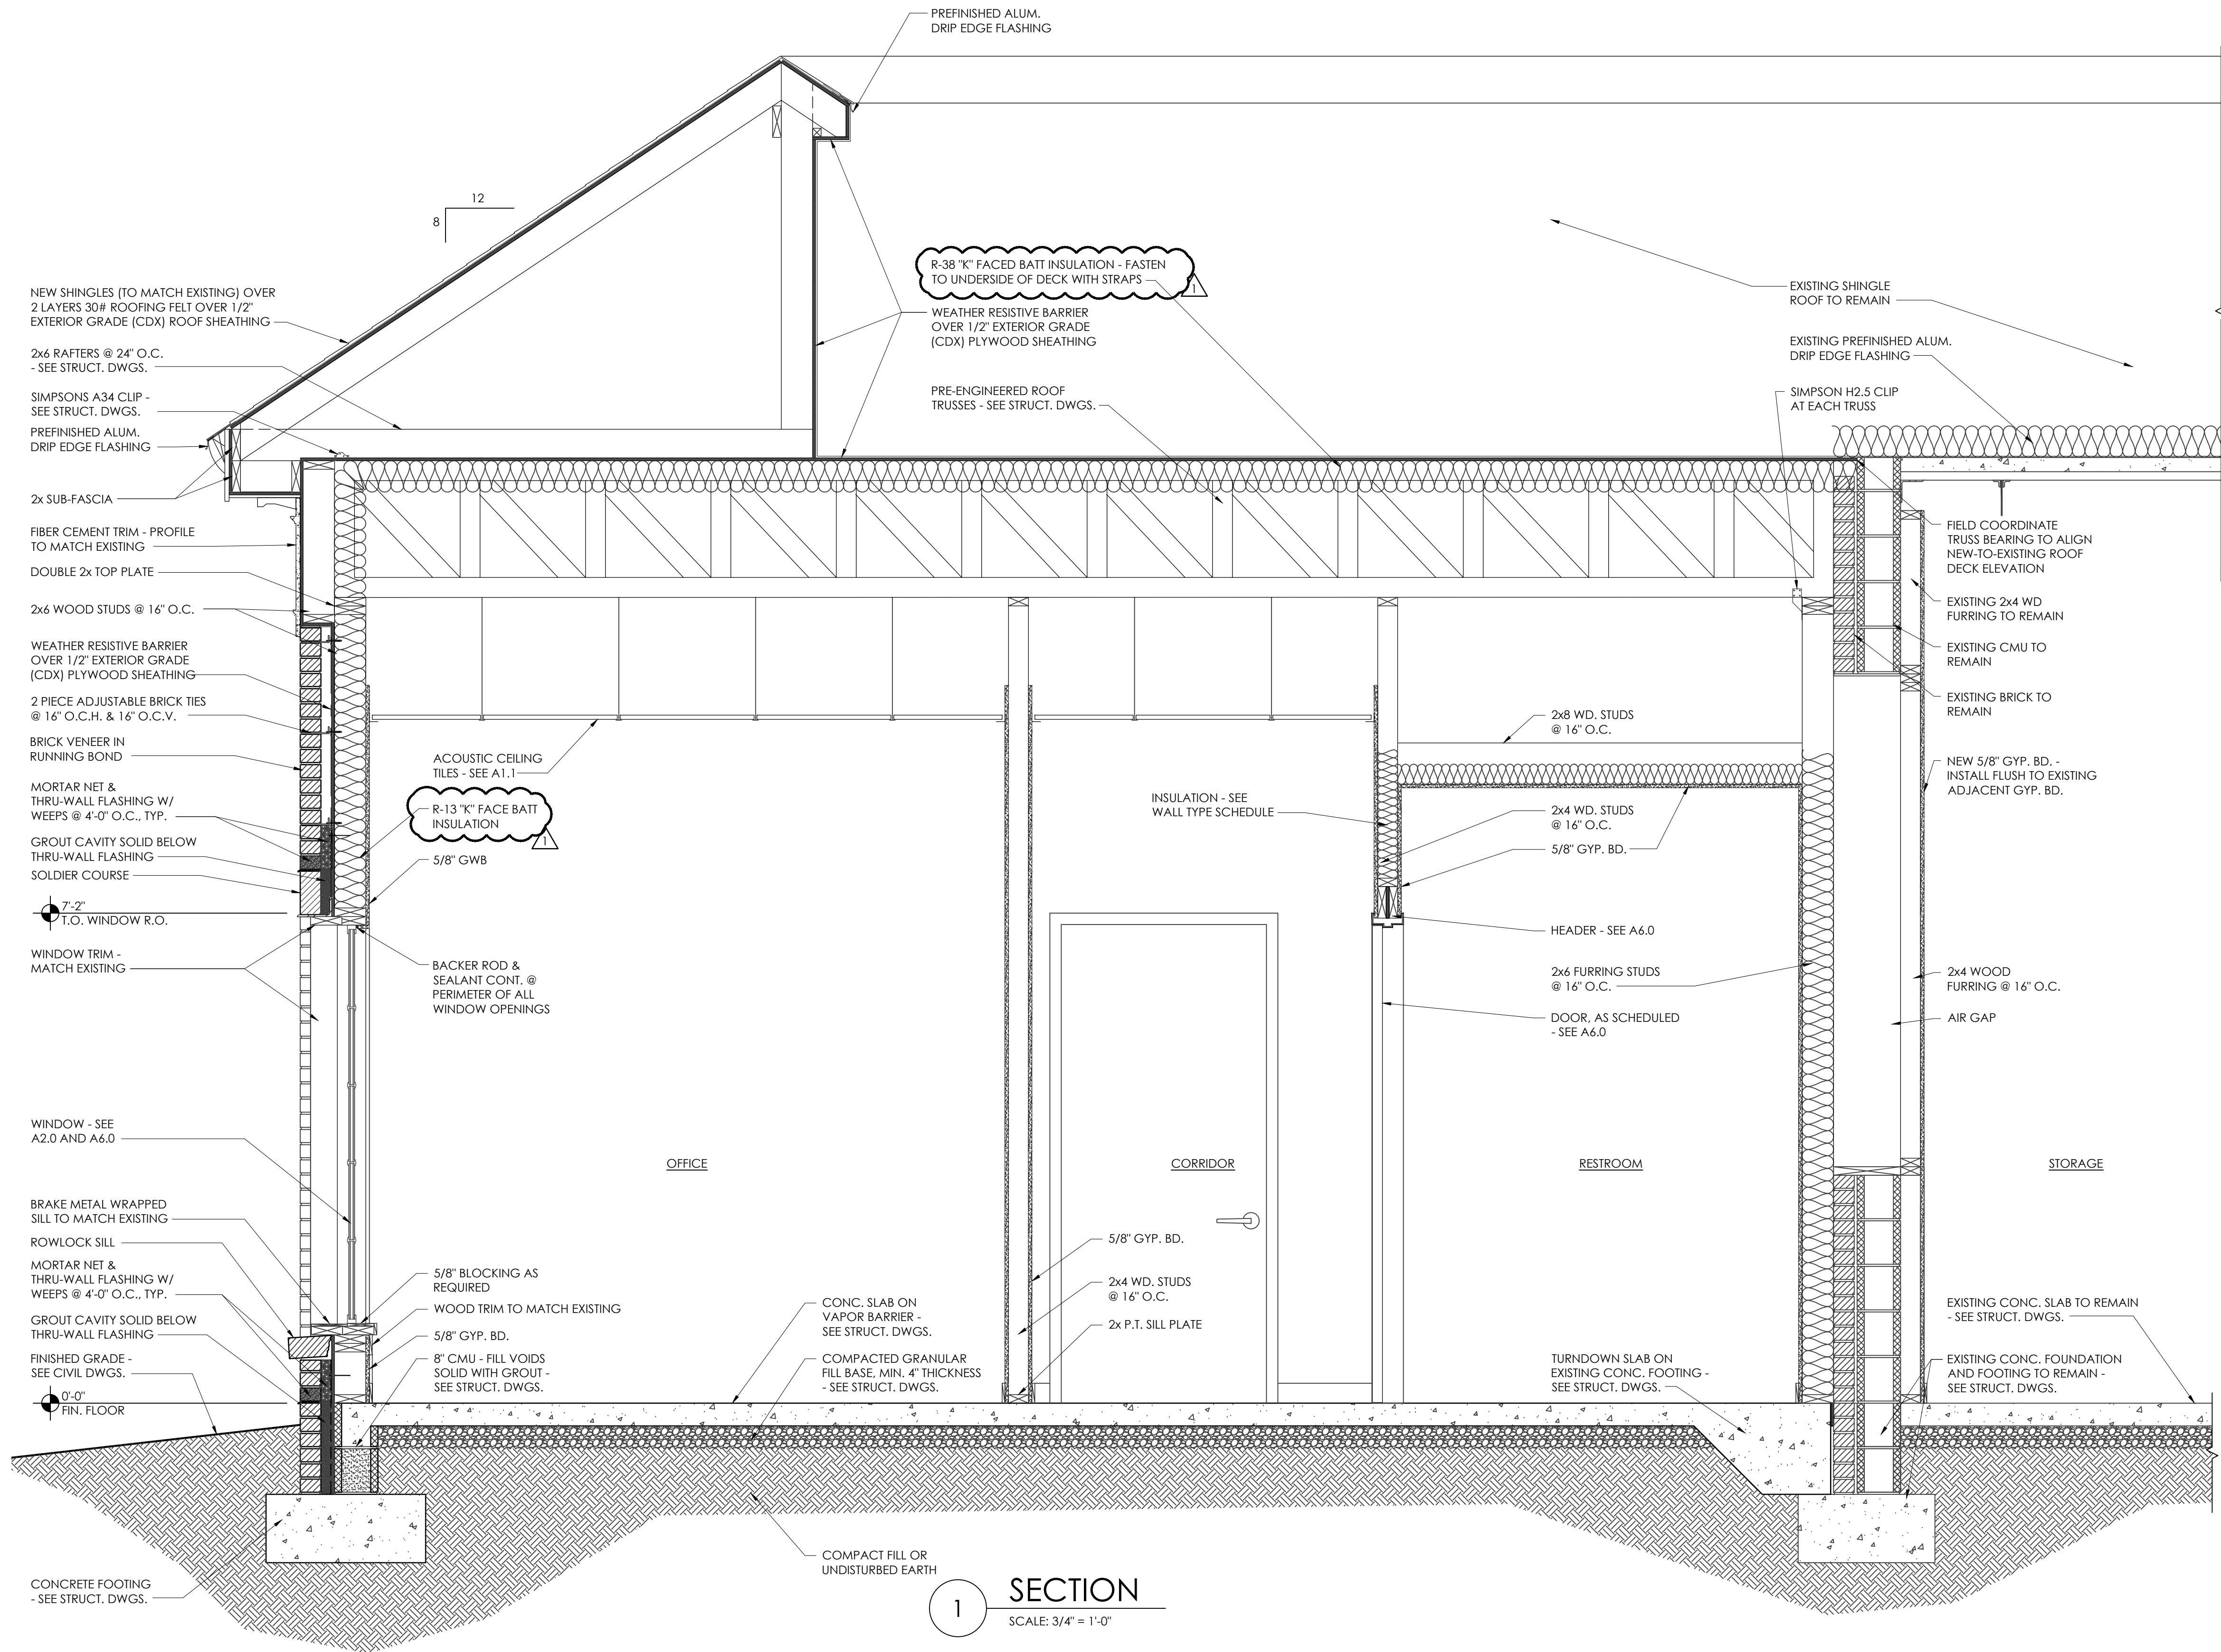 PREFINISHED ALUM.
DRIP EDGE FLASHING
12
8
R-38 "K" FACED BATT INSULATION - FASTEN
TO UNDERSIDE OF DECK WITH STRAPS
1
WEATHER RESISTIVE BARRIER
OVER 1/2" EXTERIOR GRADE
(CDX) PLYWOOD SHEATHING
PRE-ENGINEERED ROOF
TRUSSES - SEE STRUCT. DWGS.
EXISTING SHINGLE
ROOF TO REMAIN
EXISTING PREFINISHED ALUM.
DRIP EDGE FLASHING
SIMPSON H2.5 CLIP
AT EACH TRUSS
NEW SHINGLES (TO MATCH EXISTING) OVER
2 LAYERS 30# ROOFING FELT OVER 1/2"
EXTERIOR GRADE (CDX) ROOF SHEATHING
2x6 RAFTERS @ 24" O.C.
- SEE STRUCT. DWGS.
SIMPSONS A34 CLIP -
SEE STRUCT. DWGS.
PREFINISHED ALUM.
DRIP EDGE FLASHING
2x SUB-FASCIA
FIBER CEMENT TRIM - PROFILE
TO MATCH EXISTING
DOUBLE 2x TOP PLATE
2x6 WOOD STUDS @ 16" O.C.
WEATHER RESISTIVE BARRIER
OVER 1/2" EXTERIOR GRADE
(CDX) PLYWOOD SHEATHING
2 PIECE ADJUSTABLE BRICK TIES
@ 16" O.C.H. & 16" O.C.V.
BRICK VENEER IN
RUNNING BOND
MORTAR NET &
THRU-WALL FLASHING W/
WEEPS @ 4'-0" O.C., TYP.
GROUT CAVITY SOLID BELOW
THRU-WALL FLASHING
SOLDIER COURSE
7'-2"
T.O. WINDOW R.O.
WINDOW TRIM -
MATCH EXISTING
WINDOW - SEE
A2.0 AND A6.0
BRAKE METAL WRAPPED
SILL TO MATCH EXISTING
ROWLOCK SILL
MORTAR NET &
THRU-WALL FLASHING W/
WEEPS @ 4'-0" O.C., TYP.
GROUT CAVITY SOLID BELOW
THRU-WALL FLASHING
FINISHED GRADE -
SEE CIVIL DWGS.
0'-0"
FIN. FLOOR
CONCRETE FOOTING
- SEE STRUCT. DWGS.
ACOUSTIC CEILING
TILES - SEE A1.1
R-13 "K" FACE BATT
INSULATION
1
5/8" GWB
BACKER ROD &
SEALANT CONT. @
PERIMETER OF ALL
WINDOW OPENINGS
OFFICE
5/8" BLOCKING AS
REQUIRED
WOOD TRIM TO MATCH EXISTING
5/8" GYP. BD.
8" CMU - FILL VOIDS
SOLID WITH GROUT -
SEE STRUCT. DWGS.
CONC. SLAB ON
VAPOR BARRIER -
SEE STRUCT. DWGS.
COMPACTED GRANULAR
FILL BASE, MIN. 4" THICKNESS
- SEE STRUCT. DWGS.
COMPACT FILL OR
UNDISTURBED EARTH
INSULATION - SEE
WALL TYPE SCHEDULE
CORRIDOR
5/8" GYP. BD.
2x4 WD. STUDS
@ 16" O.C.
2x P.T. SILL PLATE
2x8 WD. STUDS
@ 16" O.C.
2x4 WD. STUDS
@ 16" O.C.
5/8" GYP. BD.
HEADER - SEE A6.0
2x6 FURRING STUDS
@ 16" O.C.
DOOR, AS SCHEDULED
- SEE A6.0
RESTROOM
TURNDOWN SLAB ON
EXISTING CONC. FOOTING -
SEE STRUCT. DWGS.
FIELD COORDINATE
TRUSS BEARING TO ALIGN
NEW-TO-EXISTING ROOF
DECK ELEVATION
EXISTING 2x4 WD
FURRING TO REMAIN
EXISTING CMU TO
REMAIN
EXISTING BRICK TO
REMAIN
NEW 5/8" GYP. BD. -
INSTALL FLUSH TO EXISTING
ADJACENT GYP. BD.
2x4 WOOD
FURRING @ 16" O.C.
AIR GAP
STORAGE
EXISTING CONC. SLAB TO REMAIN
- SEE STRUCT. DWGS.
EXISTING CONC. FOUNDATION
AND FOOTING TO REMAIN -
SEE STRUCT. DWGS.
1
SECTION
SCALE: 3/4" = 1'-0"